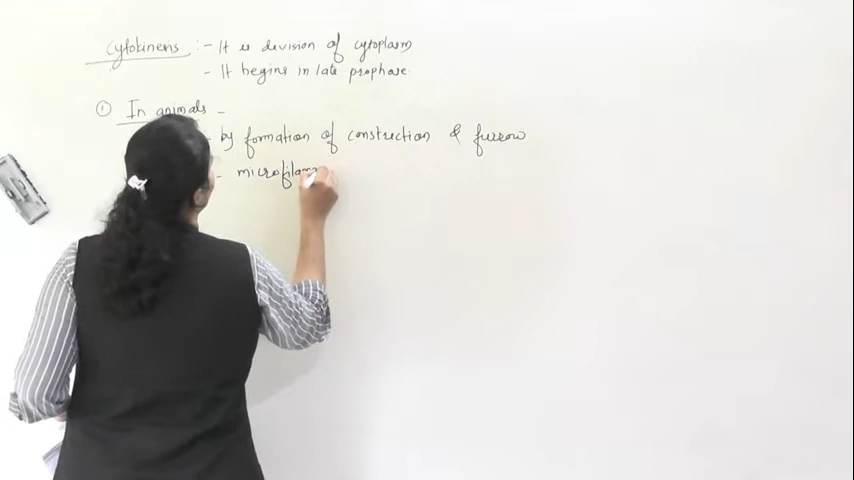 Cytokinesis :- It is division of cytoplasm
- It begins in late prophase.
① In animals -
by formation of construction & furrow
- microfilam